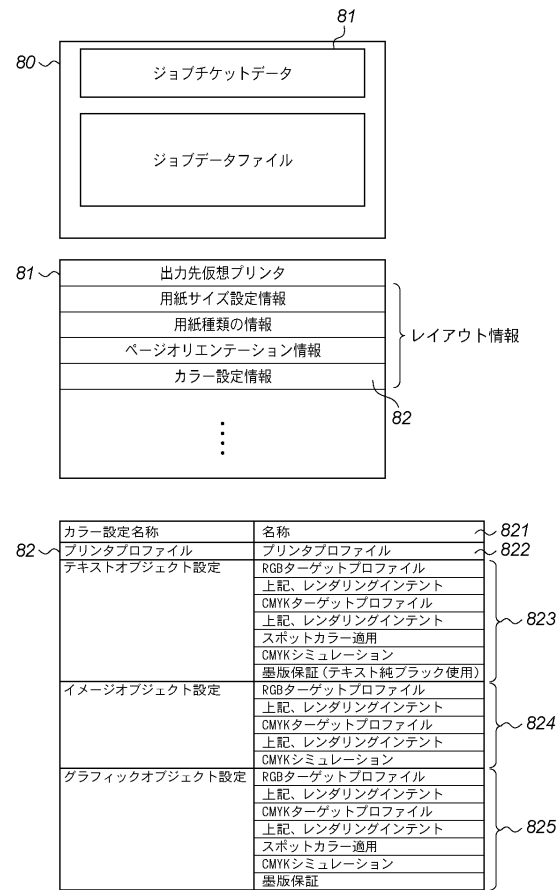 81
80
ジョブチケットデータ
ジョブデータファイル
81
出力先仮想プリンタ
用紙サイズ設定情報
用紙種類の情報
ページオリエンテーション情報
カラー設定情報
レイアウト情報
82
カラー設定名称 名称 821
82 プリンタプロファイル プリンタプロファイル 822
テキストオブジェクト設定 RGBターゲットプロファイル
上記、レンダリングインテント
CMYKターゲットプロファイル
上記、レンダリングインテント 823
スポットカラー適用
CMYKシミュレーション
墨版保証(テキスト純ブラック使用)
イメージオブジェクト設定 RGBターゲットプロファイル
上記、レンダリングインテント
CMYKターゲットプロファイル 824
上記、レンダリングインテント
CMYKシミュレーション
グラフィックオブジェクト設定 RGBターゲットプロファイル
上記、レンダリングインテント
CMYKターゲットプロファイル
上記、レンダリングインテント 825
スポットカラー適用
CMYKシミュレーション
墨版保証